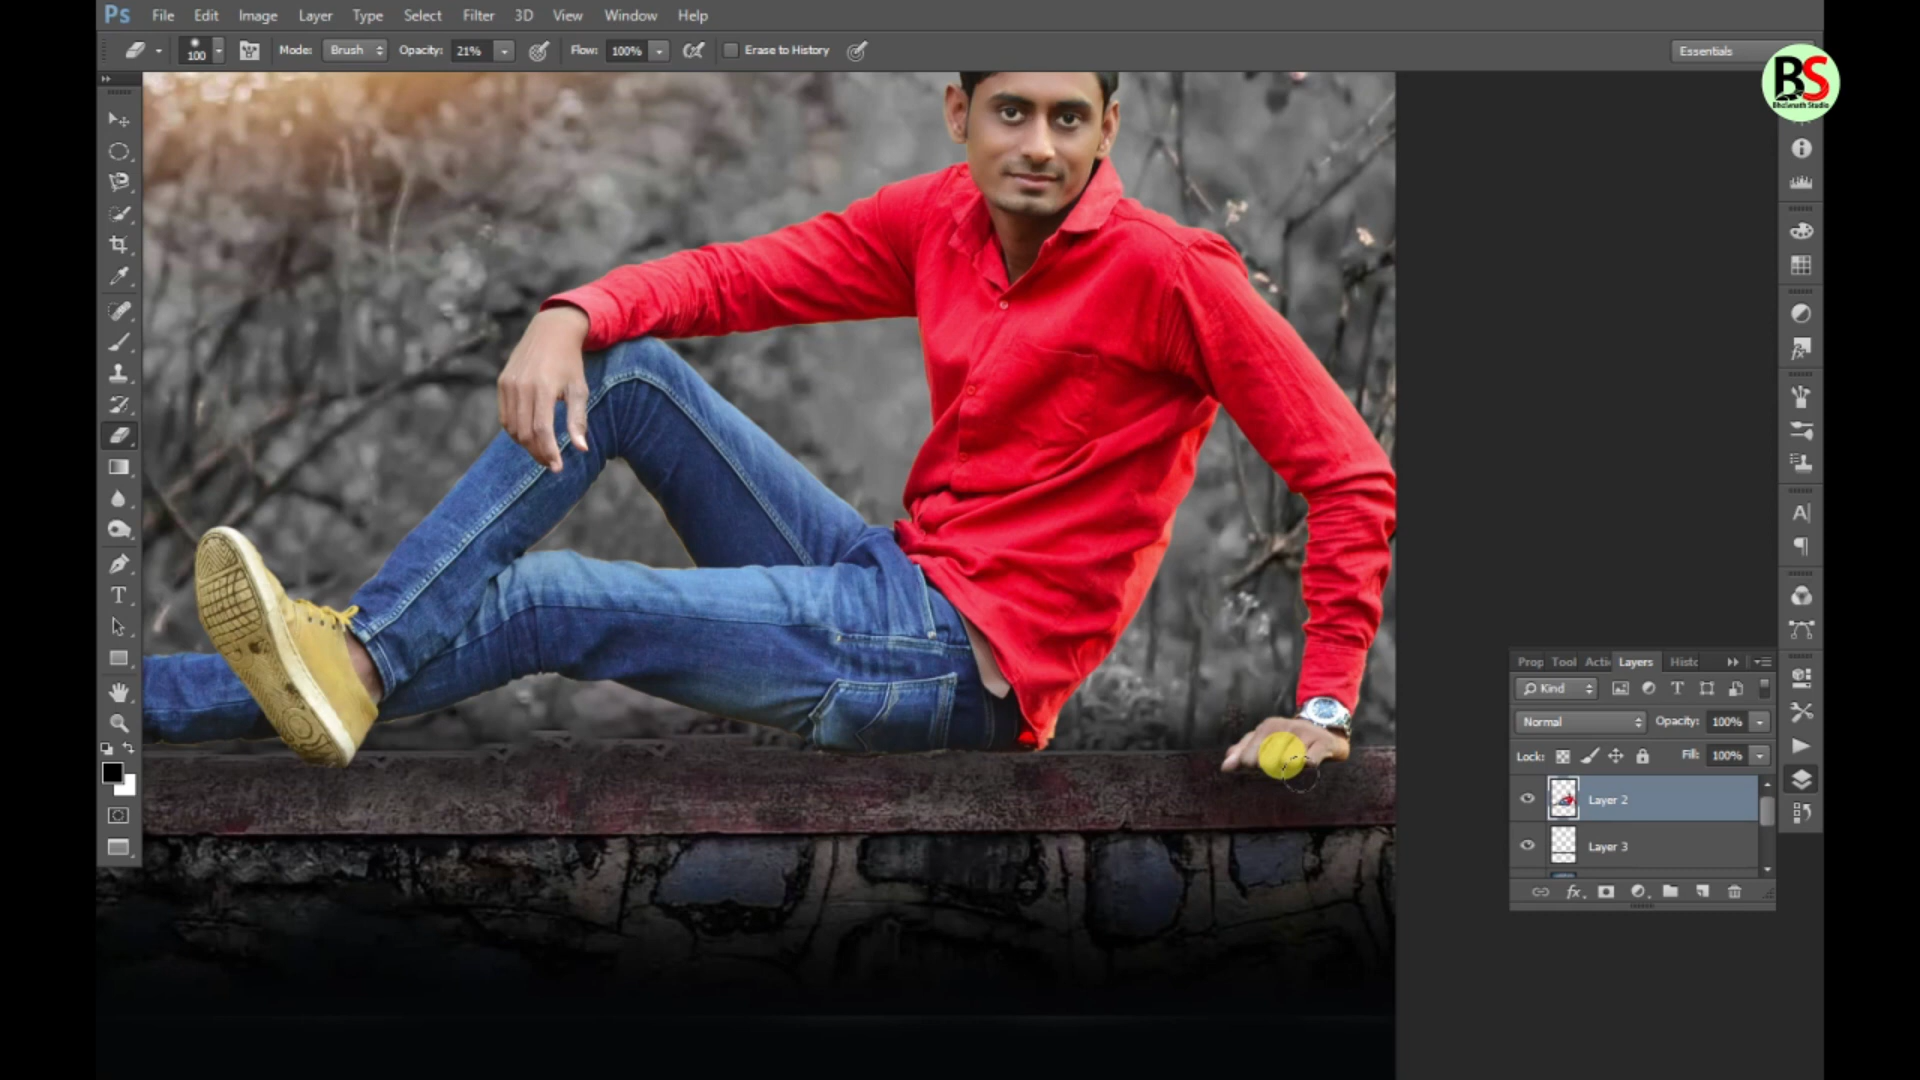 Ps File Edit Image Layer Type Select Filter 3D View Window Help
100 Mode: Brush Opacity: 21% Flow: 100% Erase to History Essentials
BS
Bholenath Studio
Prop Tool Acti Layers Histo
Kind
Normal Opacity: 100%
Lock: Fill: 100%
Layer 2
Layer 3